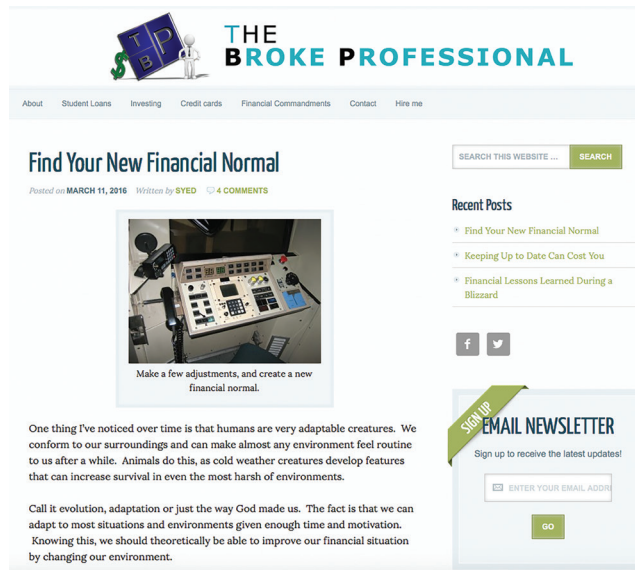 T P
B
THE
BROKE PROFESSIONAL
About Student Loans Investing Credit cards Financial Commandments Contact Hire me
Find Your New Financial Normal
Posted on MARCH 11, 2016 Written by SYED 4 COMMENTS
Make a few adjustments, and create a new
financial normal.
One thing I've noticed over time is that humans are very adaptable creatures. We
conform to our surroundings and can make almost any environment feel routine
to us after a while. Animals do this, as cold weather creatures develop features
that can increase survival in even the most harsh of environments.
Call it evolution, adaptation or just the way God made us. The fact is that we can
adapt to most situations and environments given enough time and motivation.
Knowing this, we should theoretically be able to improve our financial situation
by changing our environment.
SEARCH THIS WEBSITE ... SEARCH
Recent Posts
Find Your New Financial Normal
Keeping Up to Date Can Cost You
Financial Lessons Learned During a
Blizzard
SIGN UP
EMAIL NEWSLETTER
Sign up to receive the latest updates!
ENTER YOUR EMAIL ADDR
GO